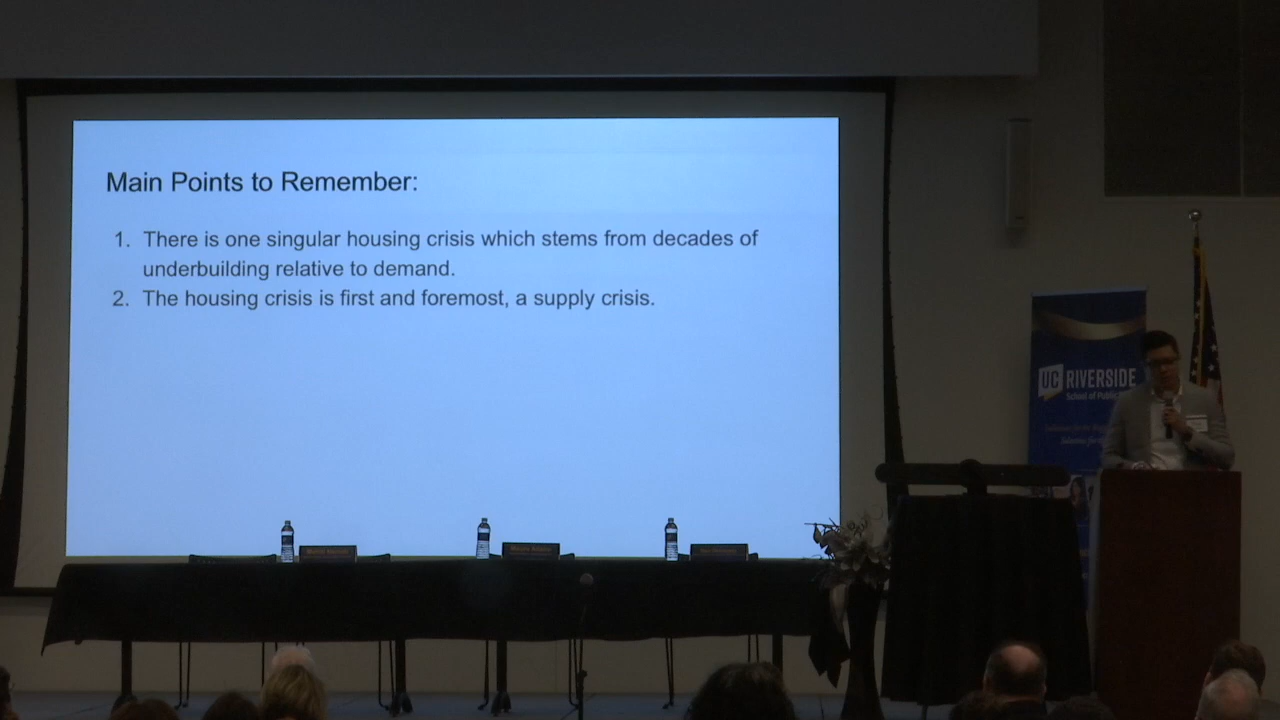 Main Points to Remember:
1. There is one singular housing crisis which stems from decades of
underbuilding relative to demand.
2. The housing crisis is first and foremost, a supply crisis.
UC RIVERSIDE
School of Public